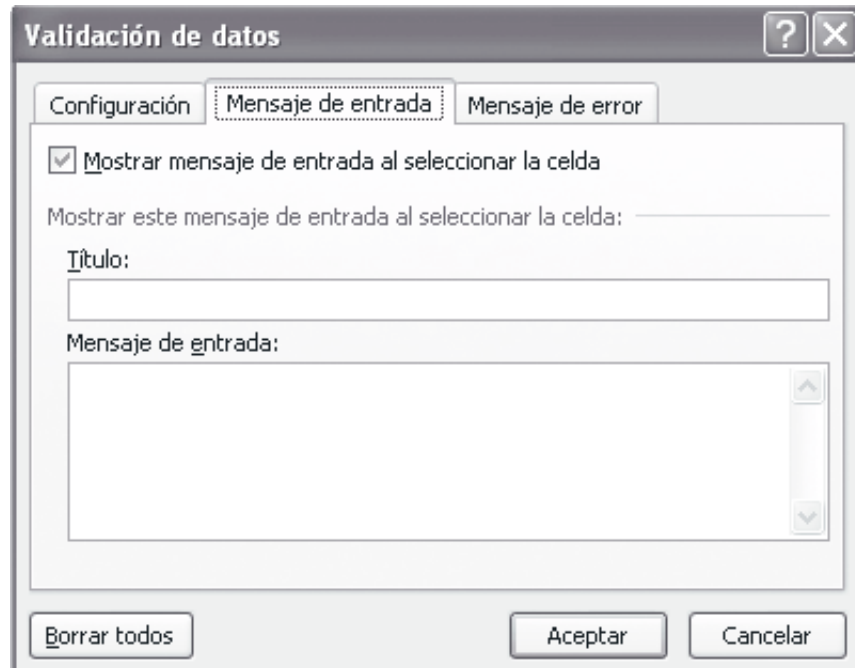 Validación de datos
Configuración Mensaje de entrada Mensaje de error
Mostrar mensaje de entrada al seleccionar la celda
Mostrar este mensaje de entrada al seleccionar la celda:
Título:
Mensaje de entrada:
Borrar todos Aceptar Cancelar